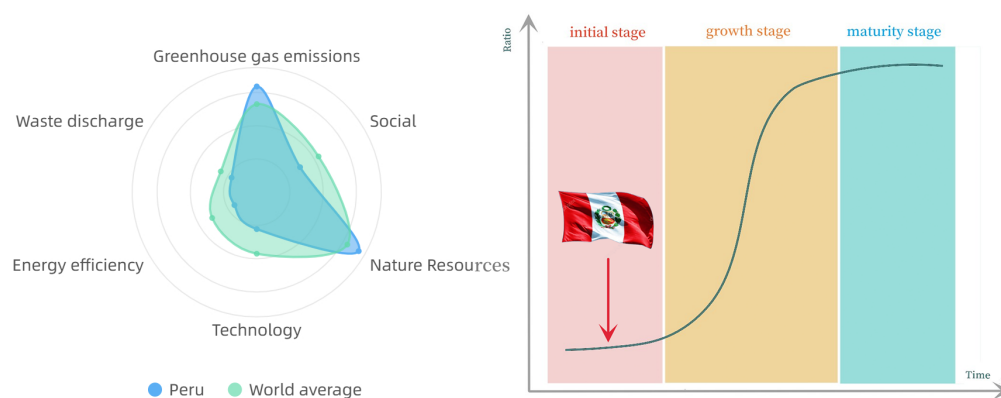 Greenhouse gas emissions
Waste discharge
Social
Energy efficiency
Nature Resources
Technology
Peru
World average
Ratio
initial stage
growth stage
maturity stage
Time